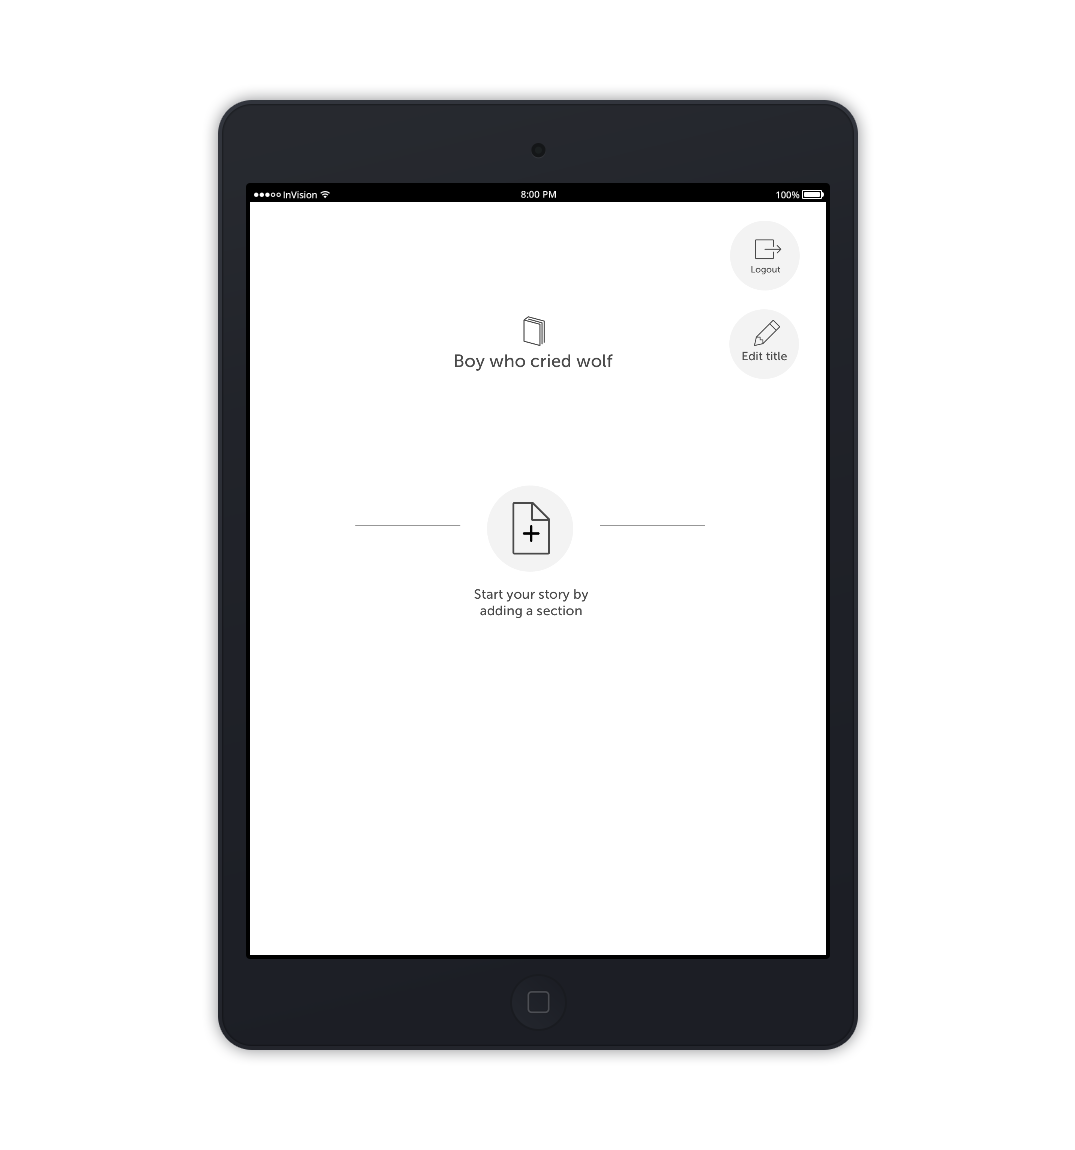 InVision
8:00 PM
100%
Logout
Edit title
Boy who cried wolf
Start your story by
adding a section